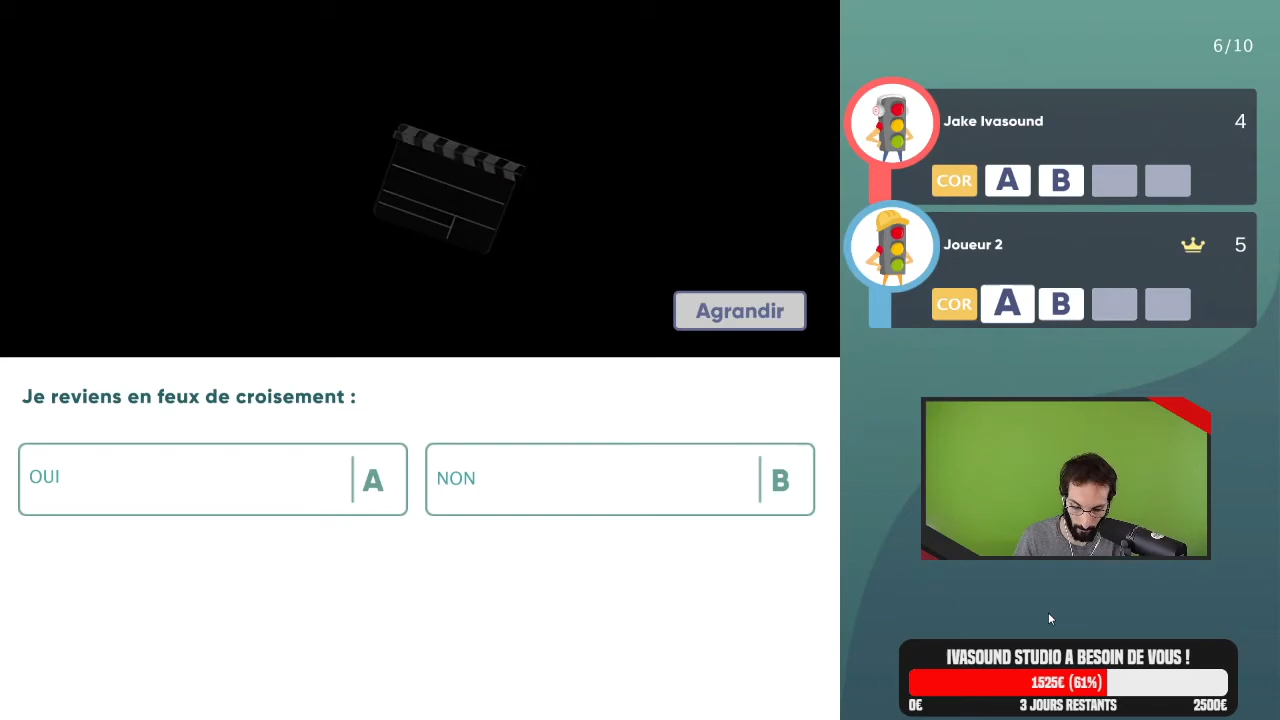 6/10
Jake Ivasound
4
COR A B
Joueur 2
5
COR A B
Agrandir
Je reviens en feux de croisement :
OUI A
NON B
IVASOUND STUDIO A BESOIN DE VOUS !
1525€ (61%)
0€ 3 JOURS RESTANTS 2500€